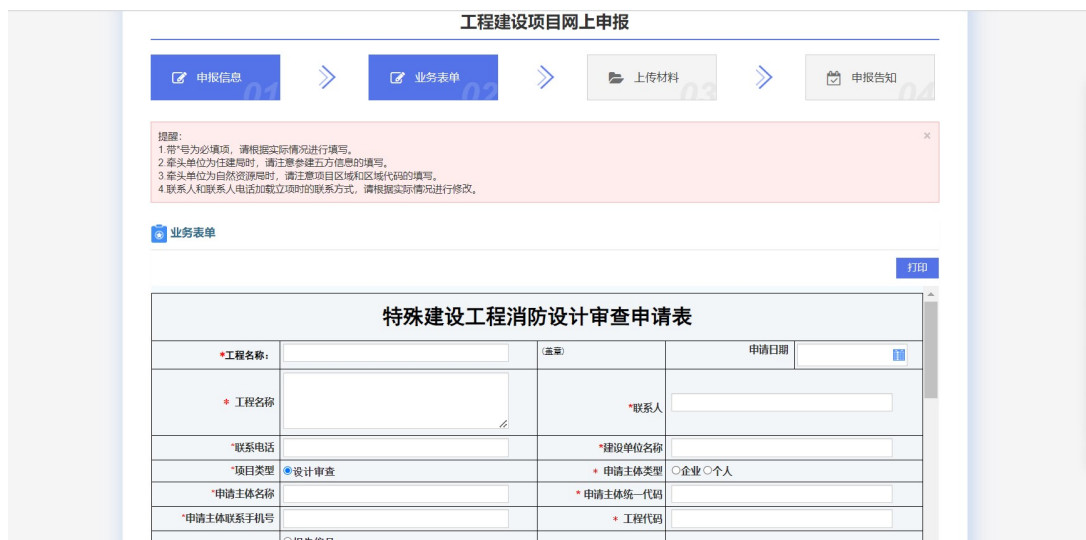 工程建设项目网上申报
申报信息 01 业务表单 02 上传材料 03 申报告知 04
提醒:
1.带*号为必填项，请根据实际情况进行填写。
2.牵头单位为住建局时，请注意参建五方信息的填写。
3.牵头单位为自然资源局时，请注意项目区域和区域代码的填写。
4.联系人和联系人电话加载立项时的联系方式，请根据实际情况进行修改。
业务表单
打印
特殊建设工程消防设计审查申请表
*工程名称： (盖章) 申请日期
* 工程名称 *联系人
*联系电话 *建设单位名称
*项目类型 设计审查 * 申请主体类型 企业 个人
*申请主体名称 * 申请主体统一代码
*申请主体联系手机号 * 工程代码